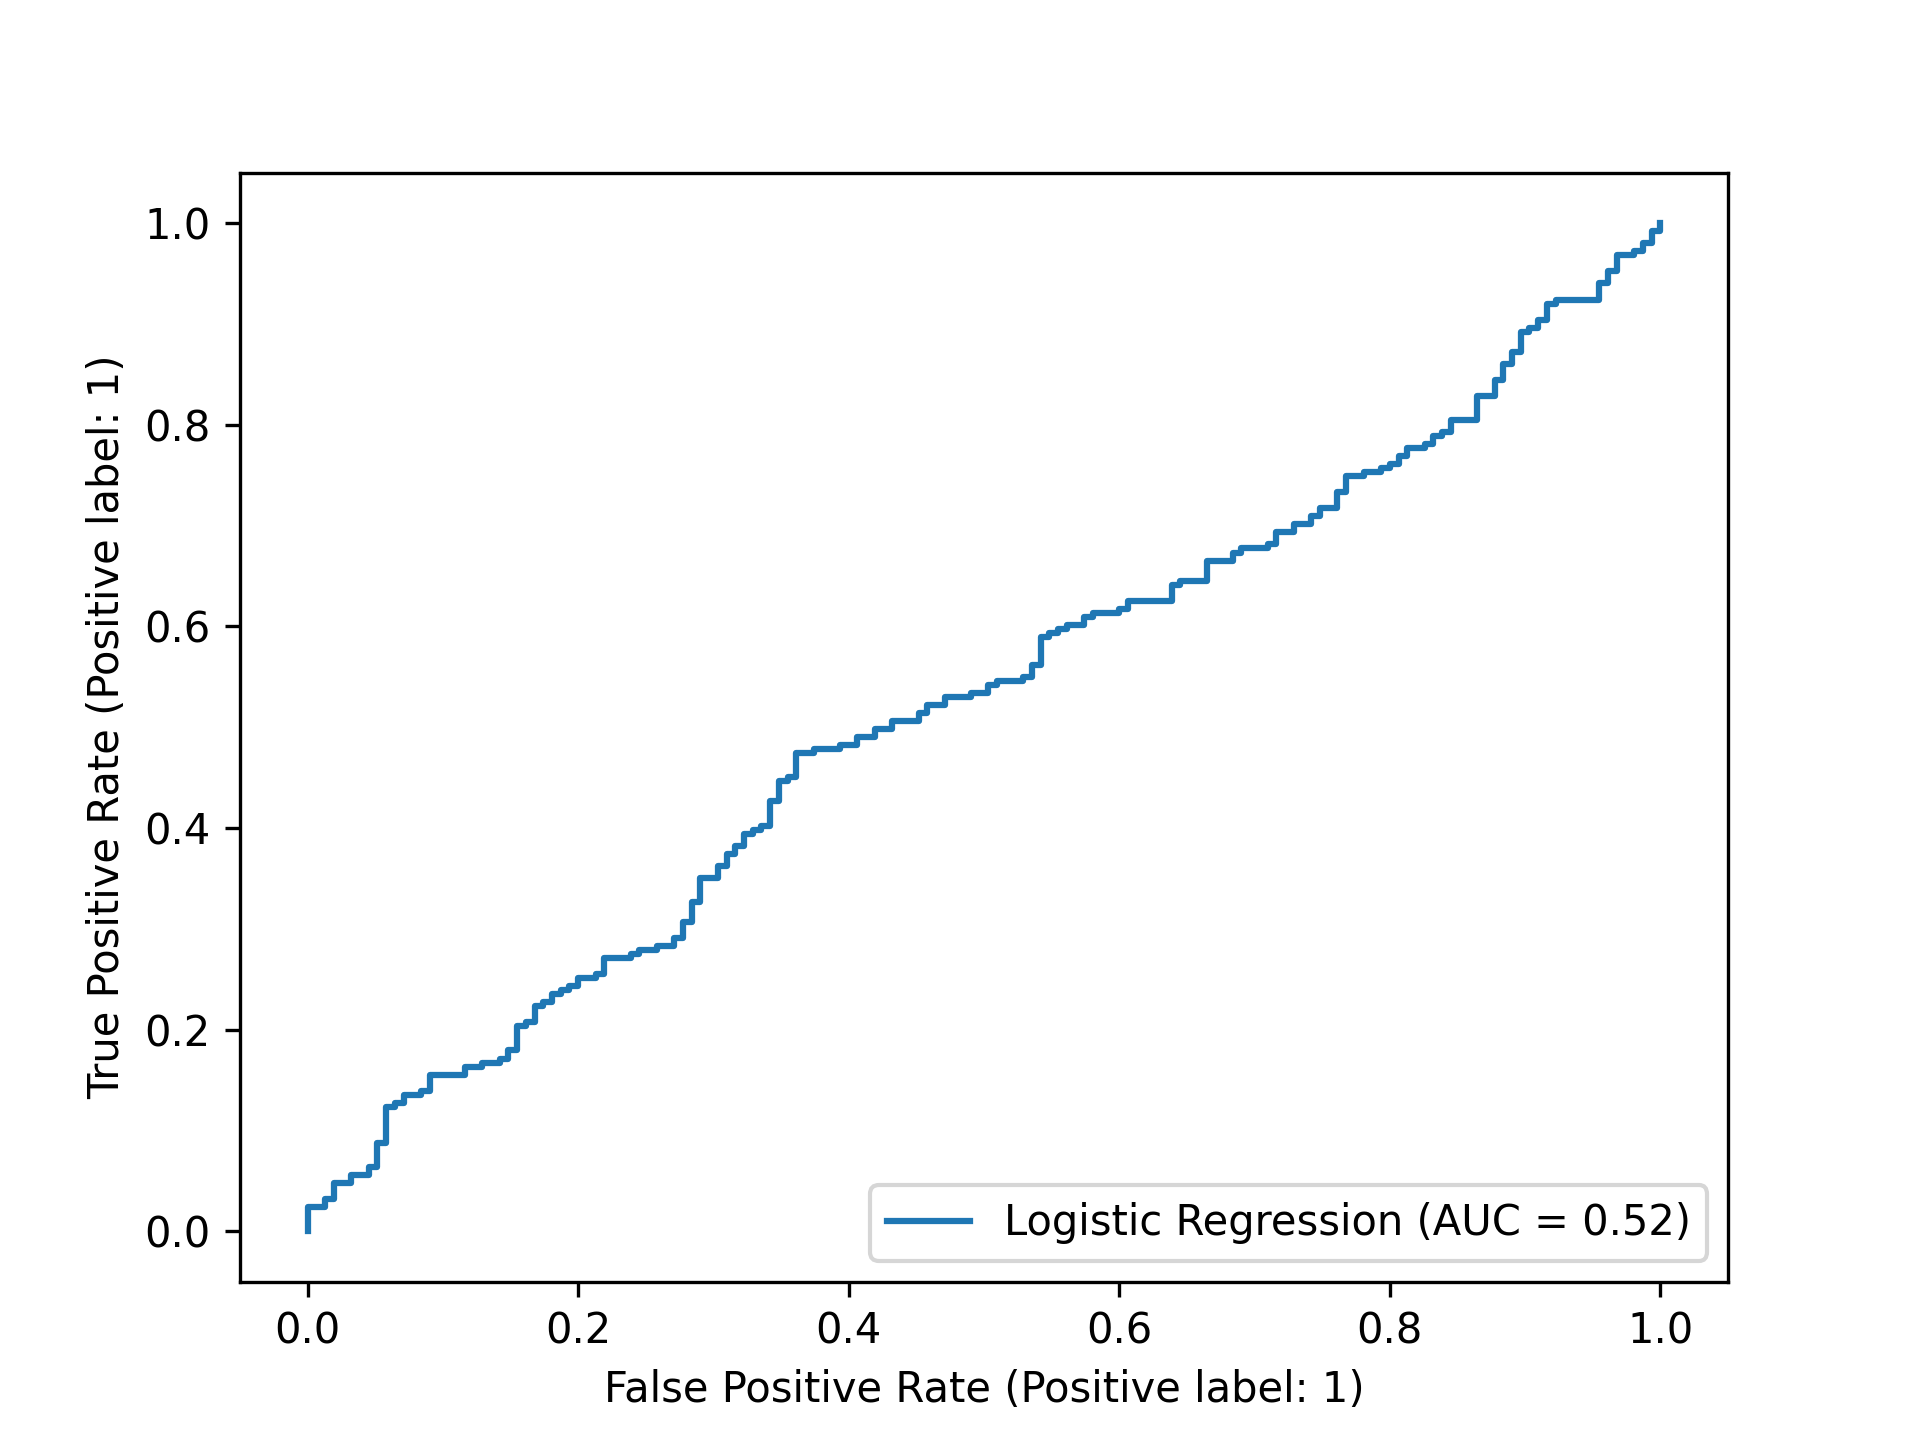 1.0
0.8
0.6
0.4
0.2
0.0
True Positive Rate (Positive label: 1)
Logistic Regression (AUC = 0.52)
0.0 0.2 0.4 0.6 0.8 1.0
False Positive Rate (Positive label: 1)